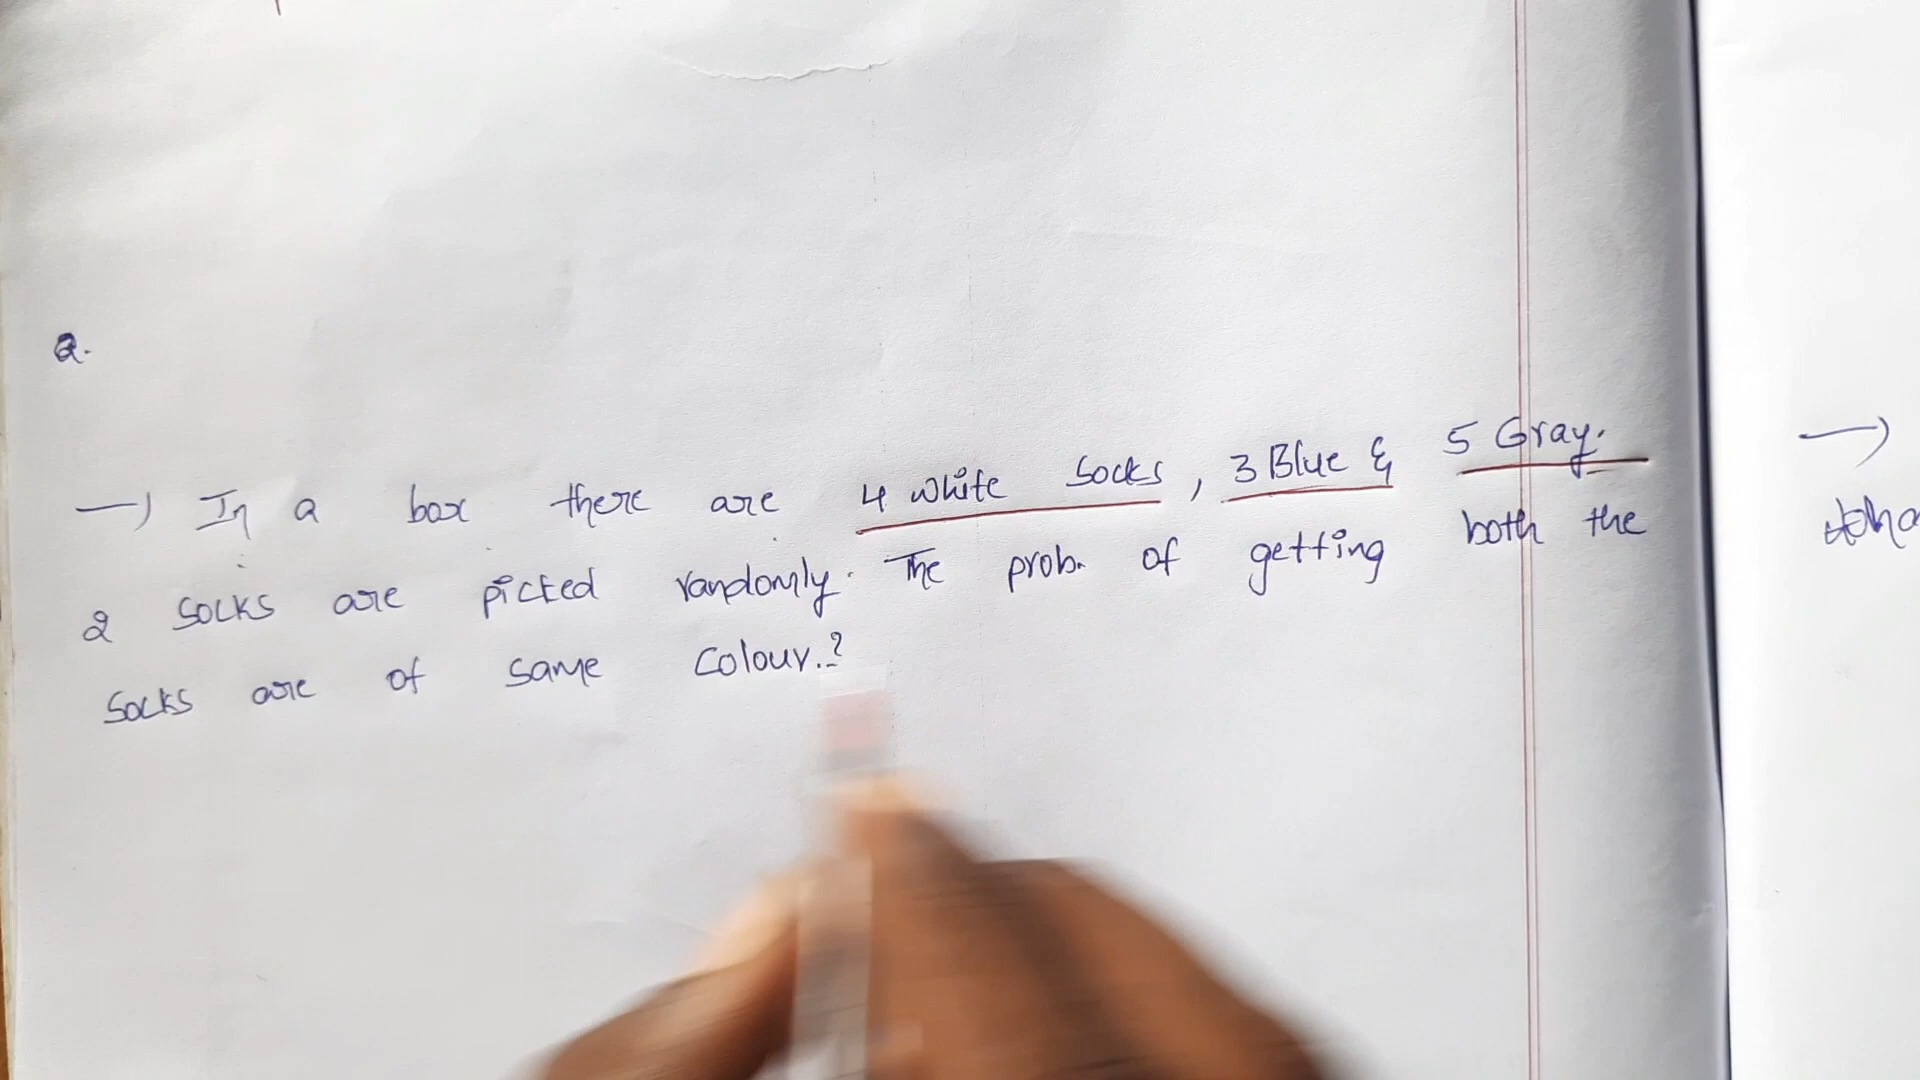 Q.
→ In a box there are 4 white Socks, 3 Blue & 5 Gray.
2 Socks are picked randomly. The prob. of getting both the
Socks are of same Colour.?
→